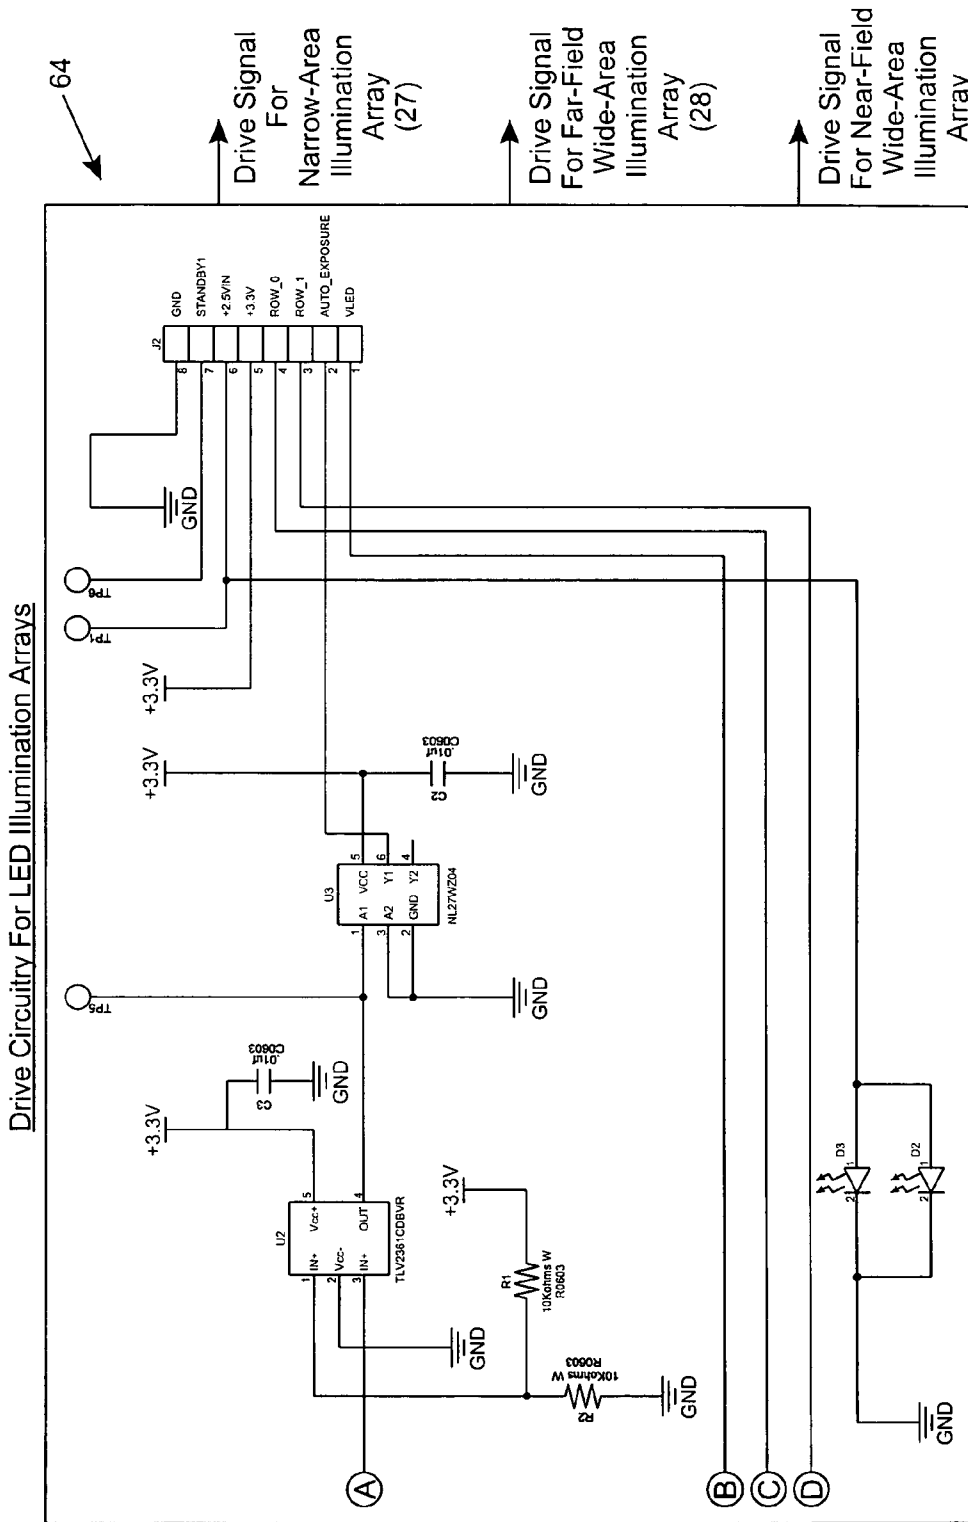 Drive Circuitry For LED Illumination Arrays
64
Drive Signal
For
Narrow-Area
Illumination
Array
(27)
Drive Signal
For Far-Field
Wide-Area
Illumination
Array
(28)
Drive Signal
For Near-Field
Wide-Area
Illumination
Array
J2
8 GND
7 STANDBY1
6 +2.5VIN
5 +3.3V
4 ROW_0
3 ROW_1
2 AUTO_EXPOSURE
1 VLED
GND
TP6
TP1
+3.3V
+3.3V
C2
.01uf
C0603
GND
U3
1 A1 VCC 5
3 A2 Y1 6
2 GND Y2 4
NL27WZ04
GND
TP5
+3.3V
C3
.01uf
C0603
GND
U2
1 IN+ Vcc+ 5
2 Vcc-
3 IN+ OUT 4
TLV2361CDBVR
GND
+3.3V
R1
10Kohms W
R0603
R2
10Kohms W
R0603
GND
A
B
C
D
D3
1
2
D2
1
2
GND